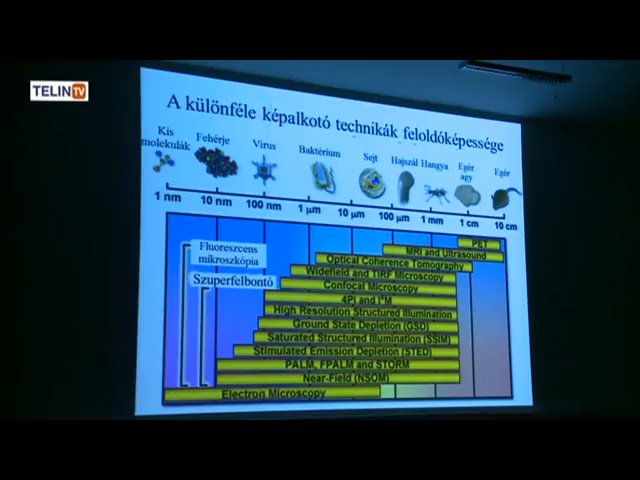 TELIN TV
A különféle képalkotó technikák feloldóképessége
Kis molekulák
Fehérje
Virus
Baktérium
Sejt
Hajszál
Hangya
Egér agy
Egér
1 nm
10 nm
100 nm
1 μm
10 μm
100 μm
1 mm
1 cm
10 cm
Fluoreszcens
mikroszkópia
Szuperfelbontó
PET
MRI and Ultrasound
Optical Coherence Tomography
Widefield and TIRF Microscopy
Confocal Microscopy
4Pi and I⁵M
High Resolution Structured Illumination
Ground State Depletion (GSD)
Saturated Structured Illumination (SSIM)
Stimulated Emission Depletion (STED)
PALM, FPALM and STORM
Near-Field (NSOM)
Electron Microscopy